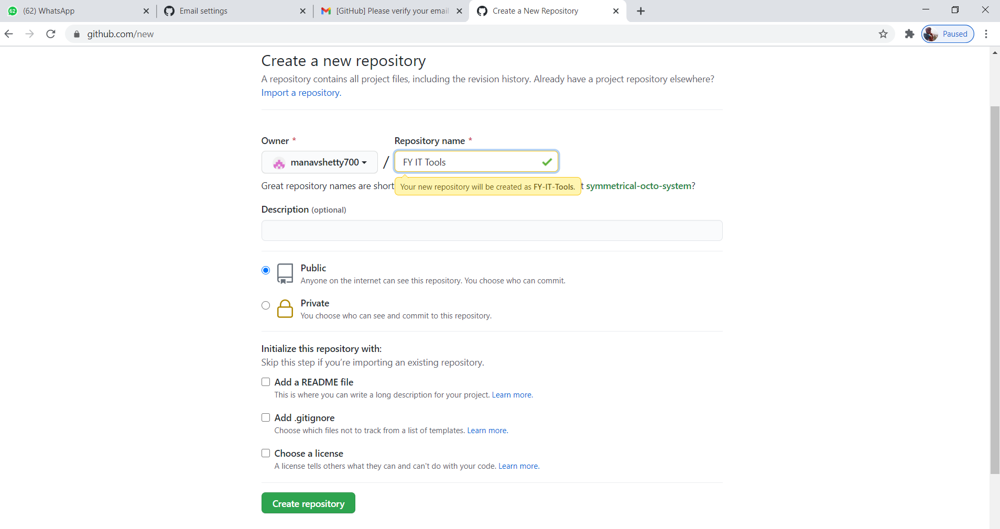 62 (62) WhatsApp
Email settings
[GitHub] Please verify your email
Create a New Repository
github.com/new
Paused
Create a new repository
A repository contains all project files, including the revision history. Already have a project repository elsewhere?
Import a repository.
Owner *
Repository name *
manavshetty700
/
FY IT Tools
Great repository names are short
Your new repository will be created as FY-IT-Tools.
t symmetrical-octo-system?
Description (optional)
Public
Anyone on the internet can see this repository. You choose who can commit.
Private
You choose who can see and commit to this repository.
Initialize this repository with:
Skip this step if you’re importing an existing repository.
Add a README file
This is where you can write a long description for your project. Learn more.
Add .gitignore
Choose which files not to track from a list of templates. Learn more.
Choose a license
A license tells others what they can and can't do with your code. Learn more.
Create repository